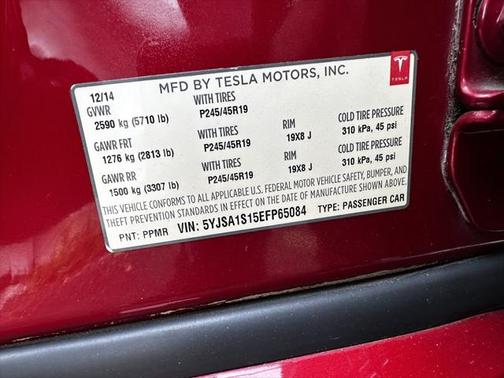 MFD BY TESLA MOTORS, INC.
TESLA
12/14
GVWR WITH TIRES RIM COLD TIRE PRESSURE
2590 kg (5710 lb) P245/45R19 19X8 J 310 kPa, 45 psi
GAWR FRT WITH TIRES RIM COLD TIRE PRESSURE
1276 kg (2813 lb) P245/45R19 19X8 J 310 kPa, 45 psi
GAWR RR WITH TIRES
1500 kg (3307 lb) P245/45R19
THIS VEHICLE CONFORMS TO ALL APPLICABLE U.S. FEDERAL MOTOR VEHICLE SAFETY, BUMPER, AND
THEFT PREVENTION STANDARDS IN EFFECT ON THE DATE OF MANUFACTURE SHOWN ABOVE.
PNT: PPMR VIN: 5YJSA1S15EFP65084 TYPE: PASSENGER CAR